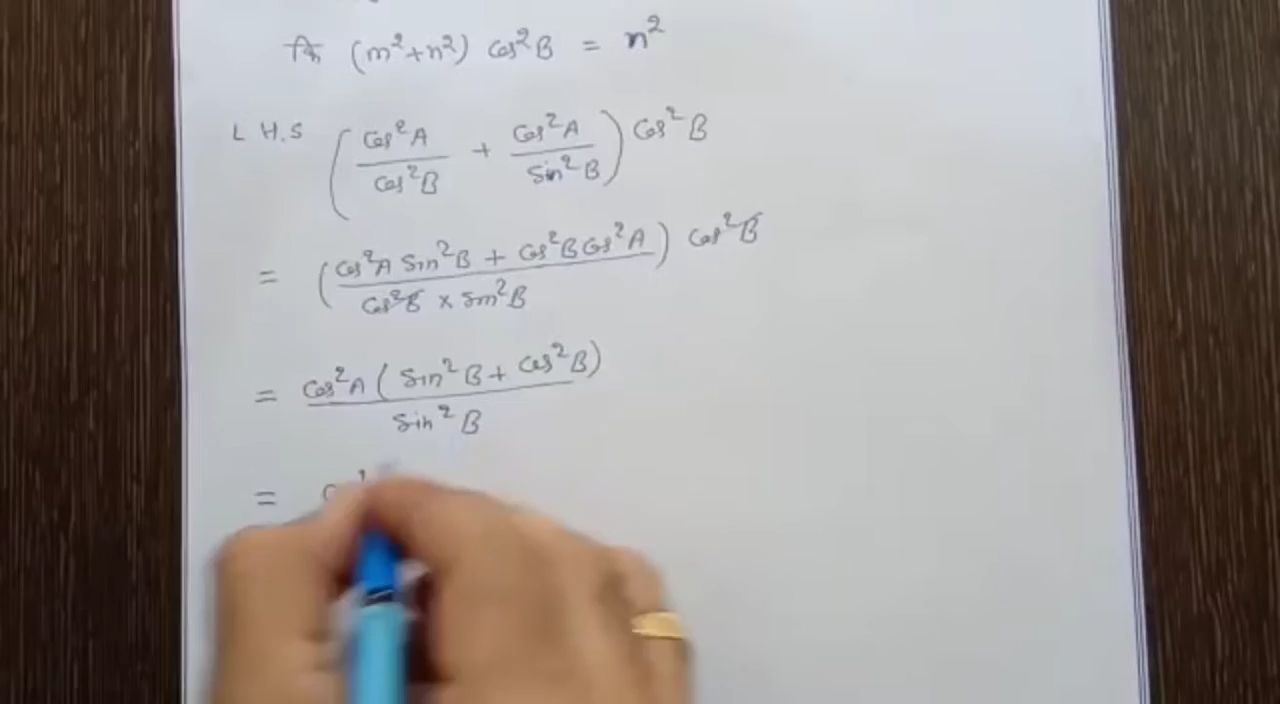 कि (m²+n²) cos²B = n²
L H.S (cos²A/cos²B + cos²A/sin²B) cos²B
= (cos²A sin²B + cos²B cos²A / cos²B × sin²B) cos²B
= cos²A (sin²B + cos²B) / sin²B
=